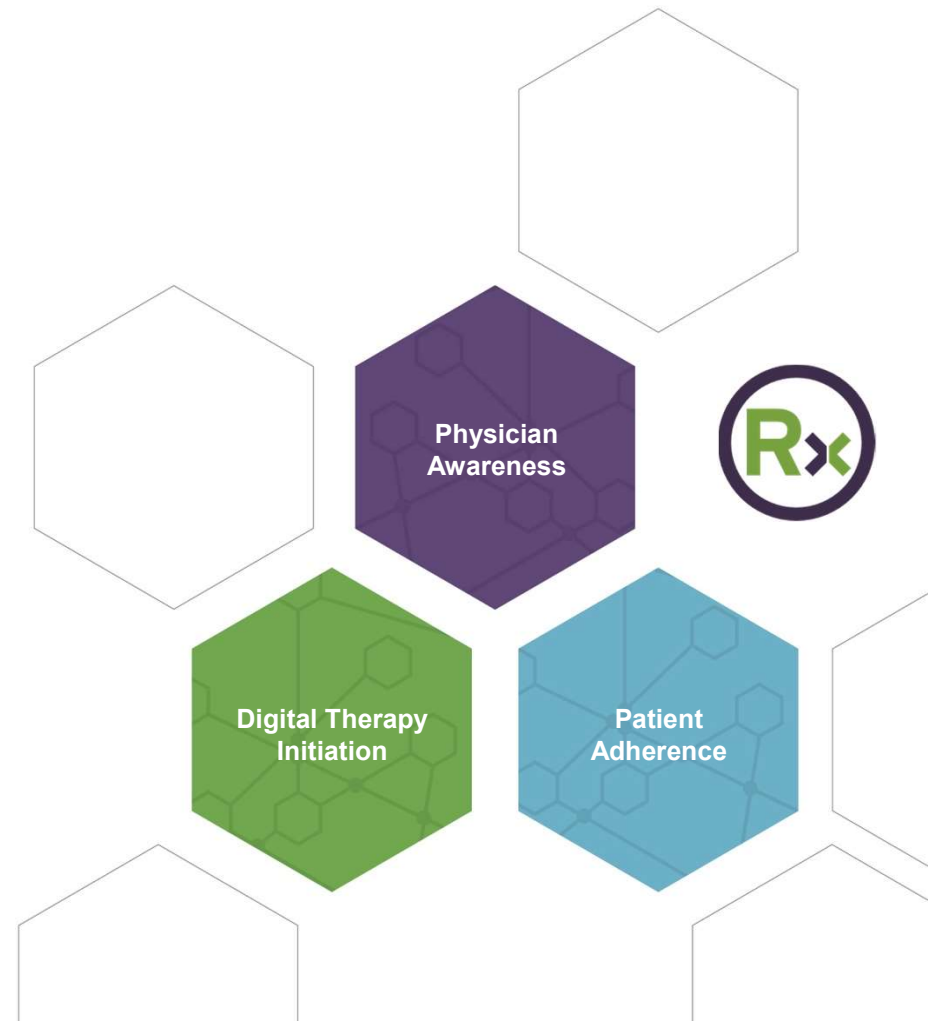 Physician
Awareness
Rx
Digital Therapy
Initiation
Patient
Adherence